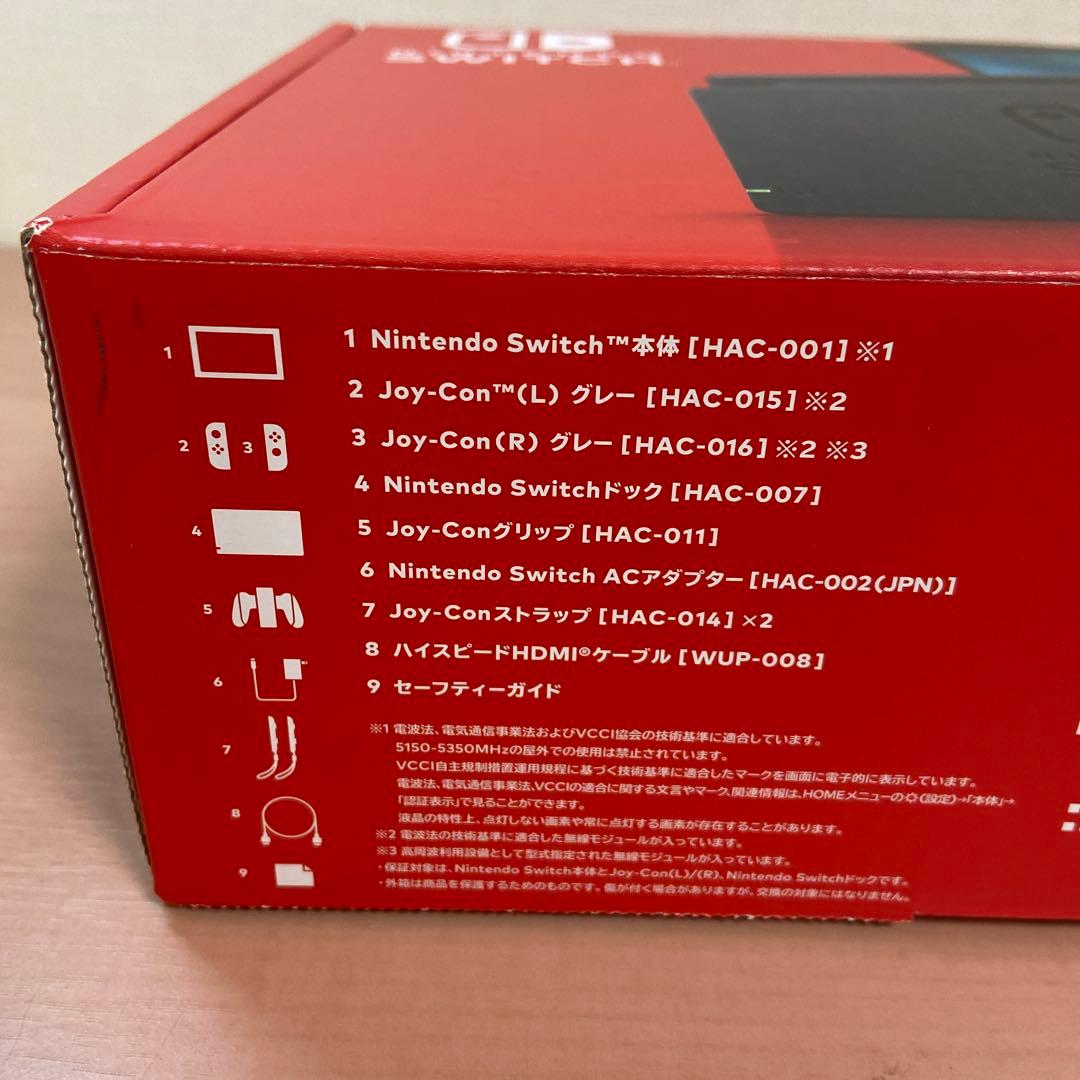 SWITCH
1 Nintendo Switch™本体 [HAC-001] ※1
2 Joy-Con™(L) グレー [HAC-015] ※2
3 Joy-Con(R) グレー [HAC-016] ※2 ※3
4 Nintendo Switchドック [HAC-007]
5 Joy-Conグリップ [HAC-011]
6 Nintendo Switch ACアダプター [HAC-002(JPN)]
7 Joy-Conストラップ [HAC-014] ×2
8 ハイスピードHDMI®ケーブル [WUP-008]
9 セーフティーガイド
1
2 3
4
5
6
7
8
9
※1 電波法、電気通信事業法およびVCCI協会の技術基準に適合しています。
5150-5350MHzの屋外での使用は禁止されています。
VCCI自主規制措置運用規程に基づく技術基準に適合したマークを画面に電子的に表示しています。
電波法、電気通信事業法、VCCIの適合に関する文言やマーク、関連情報は、HOMEメニューの(設定)→「本体」→
「認証表示」で見ることができます。
液晶の特性上、点灯しない画素や常に点灯する画素が存在することがあります。
※2 電波法の技術基準に適合した無線モジュールが入っています。
※3 高周波利用設備として型式指定された無線モジュールが入っています。
・保証対象は、Nintendo Switch本体とJoy-Con(L)/(R)、Nintendo Switchドックです。
・外箱は商品を保護するためのものです。傷が付く場合がありますが、交換の対象にはなりません。